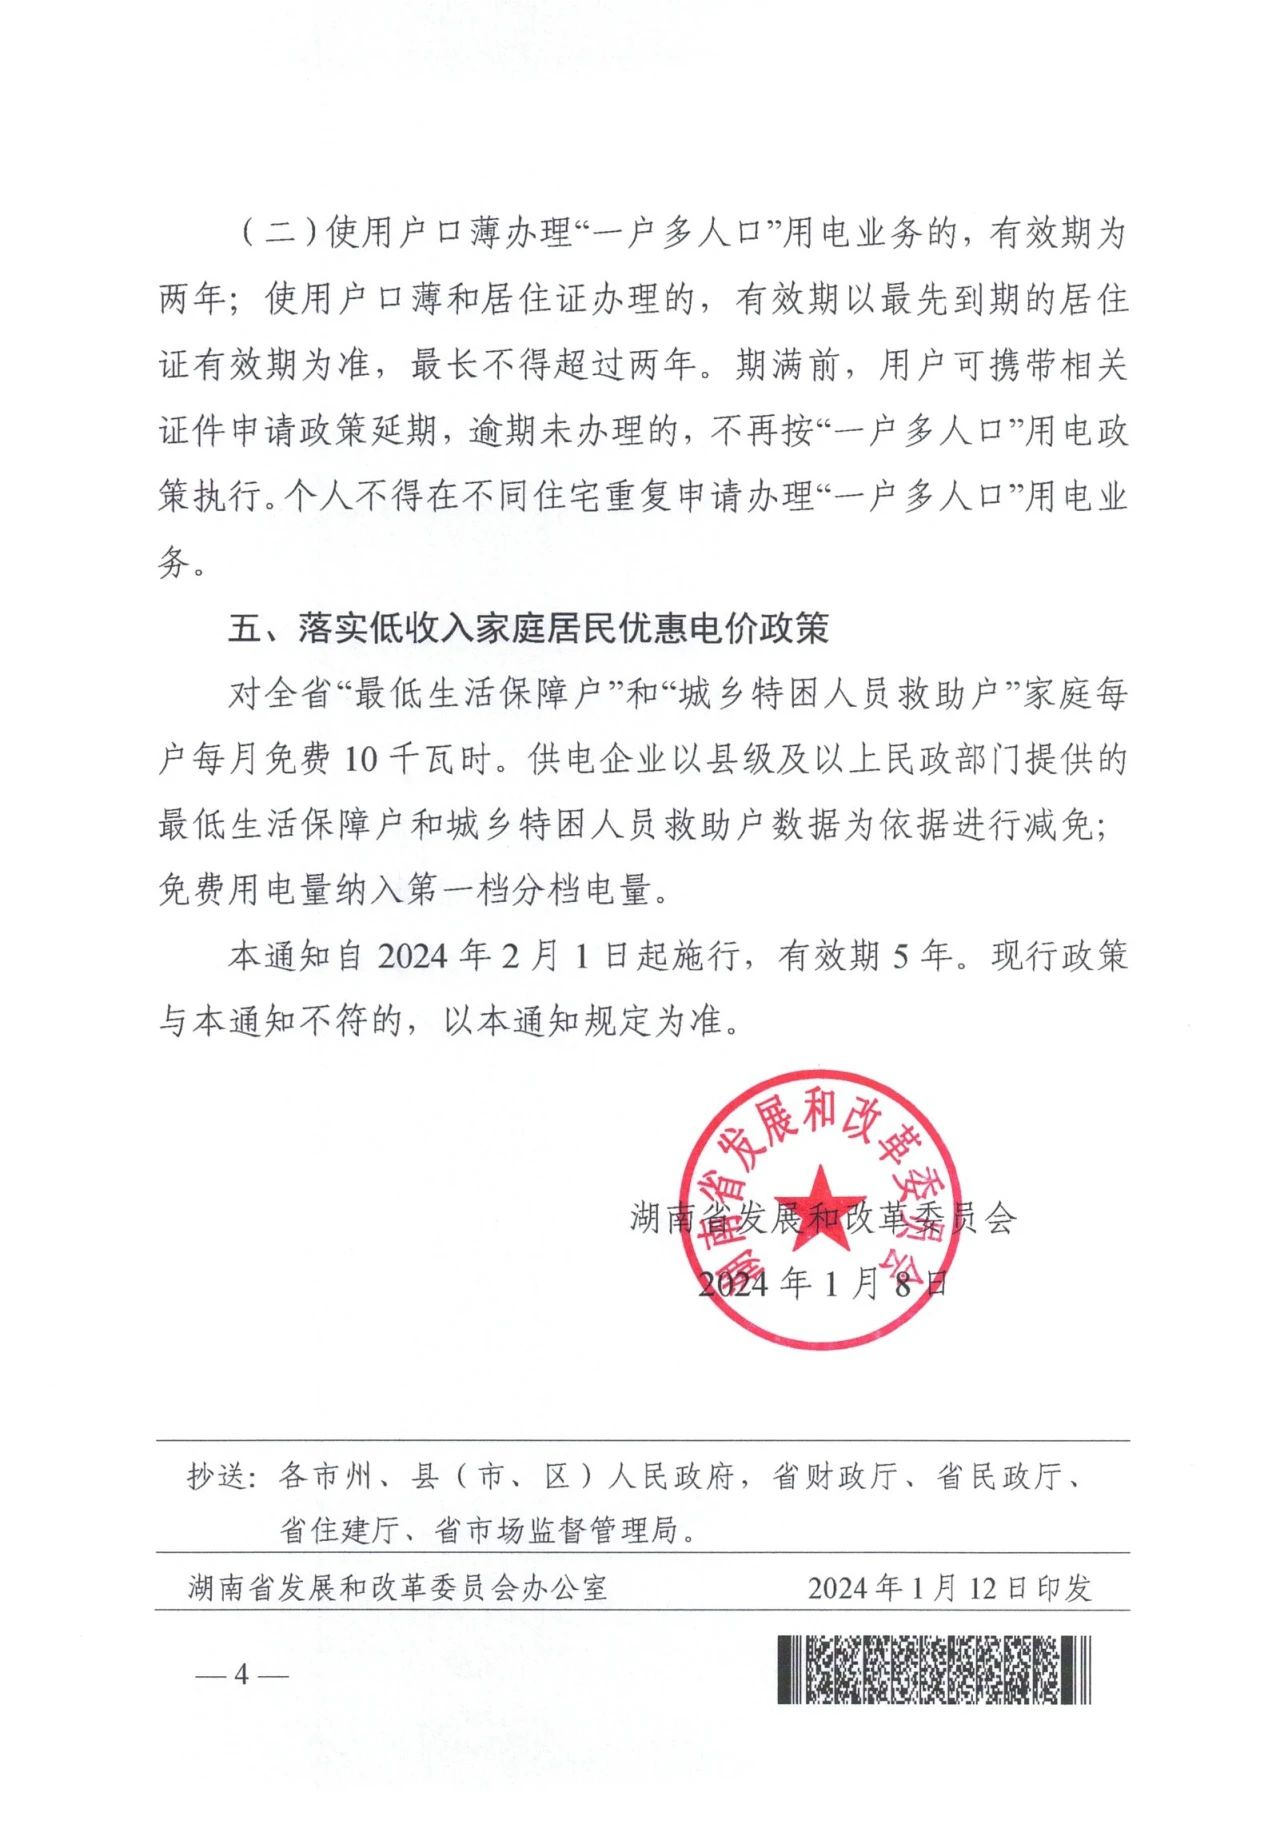 （二）使用户口薄办理“一户多人口”用电业务的，有效期为
两年；使用户口薄和居住证办理的，有效期以最先到期的居住
证有效期为准，最长不得超过两年。期满前，用户可携带相关
证件申请政策延期，逾期未办理的，不再按“一户多人口”用电政
策执行。个人不得在不同住宅重复申请办理“一户多人口”用电业
务。
五、落实低收入家庭居民优惠电价政策
对全省“最低生活保障户”和“城乡特困人员救助户”家庭每
户每月免费 10 千瓦时。供电企业以县级及以上民政部门提供的
最低生活保障户和城乡特困人员救助户数据为依据进行减免；
免费用电量纳入第一档分档电量。
本通知自 2024 年 2 月 1 日起施行，有效期 5 年。现行政策
与本通知不符的，以本通知规定为准。
湖南省发展和改革委员会
湖南省发展和改革委员会
2024 年 1 月 8 日
抄送：各市州、县（市、区）人民政府，省财政厅、省民政厅、
省住建厅、省市场监督管理局。
湖南省发展和改革委员会办公室 2024 年 1 月 12 日印发
— 4 —